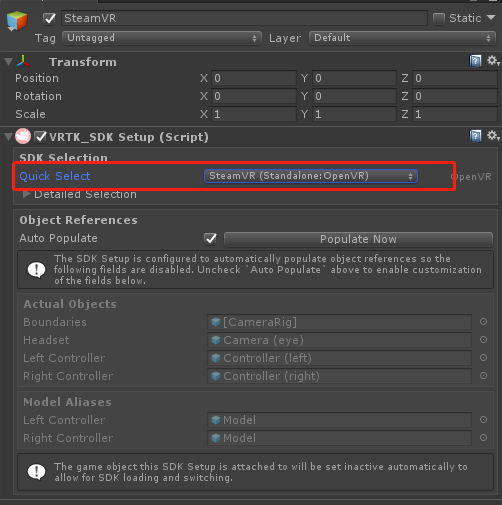 SteamVR Static
Tag Untagged Layer Default
Transform
Position X 0 Y 0 Z 0
Rotation X 0 Y 0 Z 0
Scale X 1 Y 1 Z 1
VRTK_SDK Setup (Script)
SDK Selection
Quick Select SteamVR (Standalone:OpenVR) OpenVR
Detailed Selection
Object References
Auto Populate Populate Now
The SDK Setup is configured to automatically populate object references so the
following fields are disabled. Uncheck `Auto Populate` above to enable customization
of the fields below.
Actual Objects
Boundaries [CameraRig]
Headset Camera (eye)
Left Controller Controller (left)
Right Controller Controller (right)
Model Aliases
Left Controller Model
Right Controller Model
The game object this SDK Setup is attached to will be set inactive automatically to
allow for SDK loading and switching.